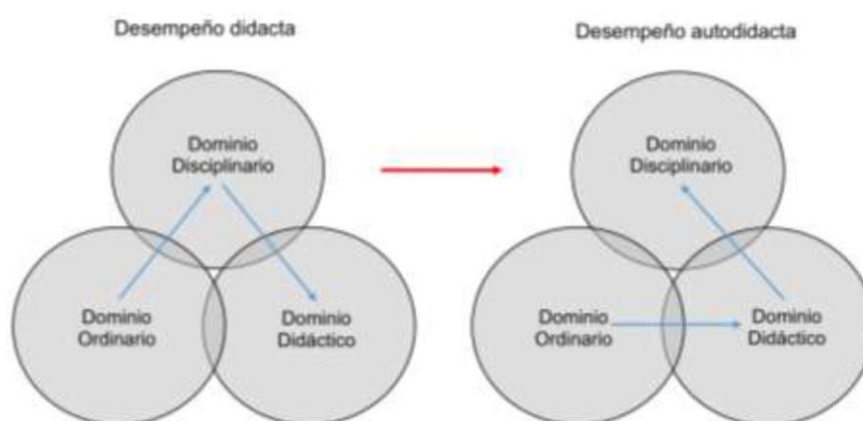 Desempeño didacta
Desempeño autodidacta
Dominio
Disciplinario
Dominio
Disciplinario
Dominio
Ordinario
Dominio
Didáctico
Dominio
Ordinario
Dominio
Didáctico